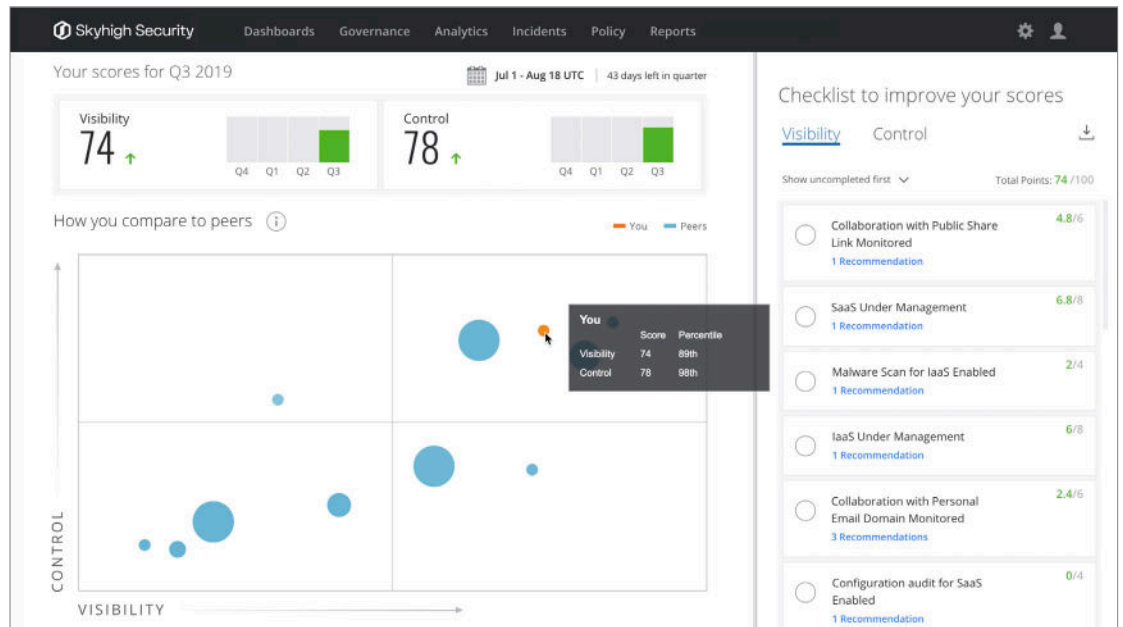 Skyhigh Security
Dashboards Governance Analytics Incidents Policy Reports
Your scores for Q3 2019
Jul 1 - Aug 18 UTC 43 days left in quarter
Visibility
74
Q4 Q1 Q2 Q3
Control
78
Q4 Q1 Q2 Q3
How you compare to peers
You Peers
You
Score Percentile
Visibility 74 89th
Control 78 98th
CONTROL
VISIBILITY
Checklist to improve your scores
Visibility Control
Show uncompleted first Total Points: 74 /100
Collaboration with Public Share 4.8/6
Link Monitored
1 Recommendation
SaaS Under Management 6.8/8
1 Recommendation
Malware Scan for IaaS Enabled 2/4
1 Recommendation
IaaS Under Management 6/8
1 Recommendation
Collaboration with Personal 2.4/6
Email Domain Monitored
3 Recommendations
Configuration audit for SaaS 0/4
Enabled
1 Recommendation